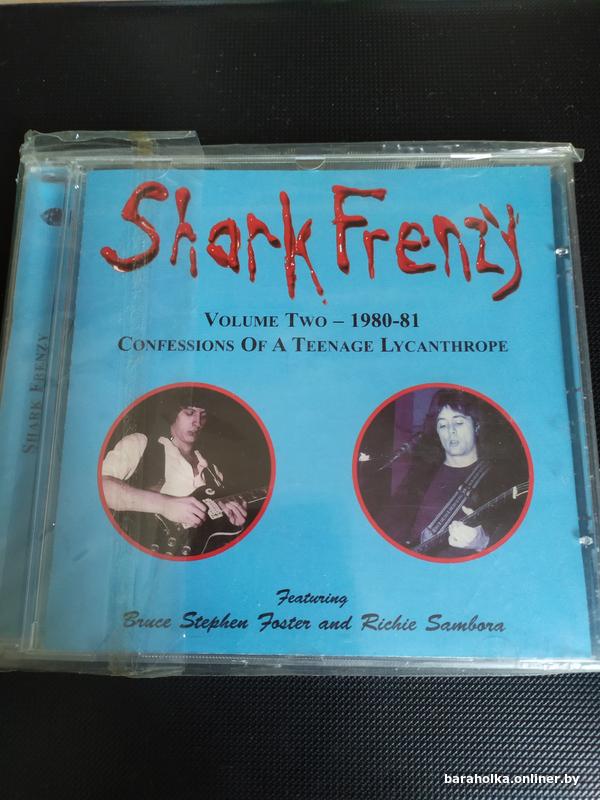 Shark Frenzy
Volume Two – 1980-81
Confessions Of A Teenage Lycanthrope
Shark Frenzy
Featuring
Bruce Stephen Foster and Richie Sambora
baraholka.onliner.by